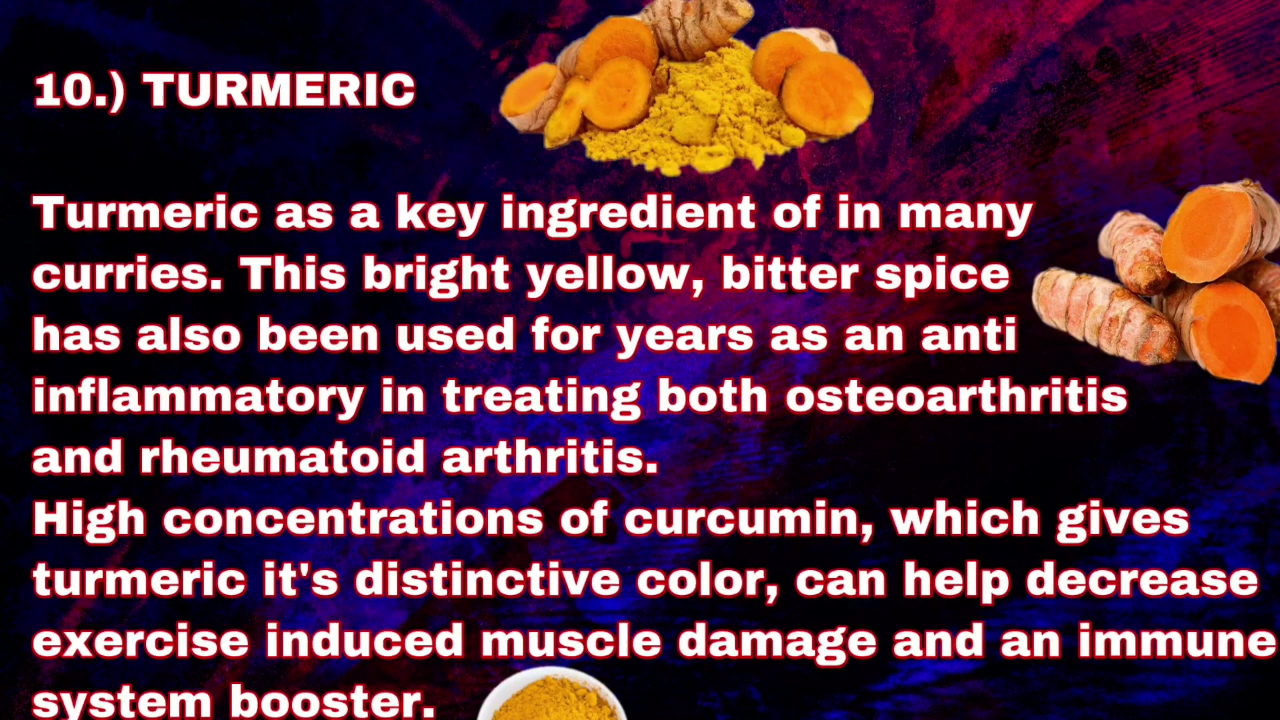 10.) TURMERIC
Turmeric as a key ingredient of in many
curries. This bright yellow, bitter spice
has also been used for years as an anti
inflammatory in treating both osteoarthritis
and rheumatoid arthritis.
High concentrations of curcumin, which gives
turmeric it's distinctive color, can help decrease
exercise induced muscle damage and an immune
system booster.